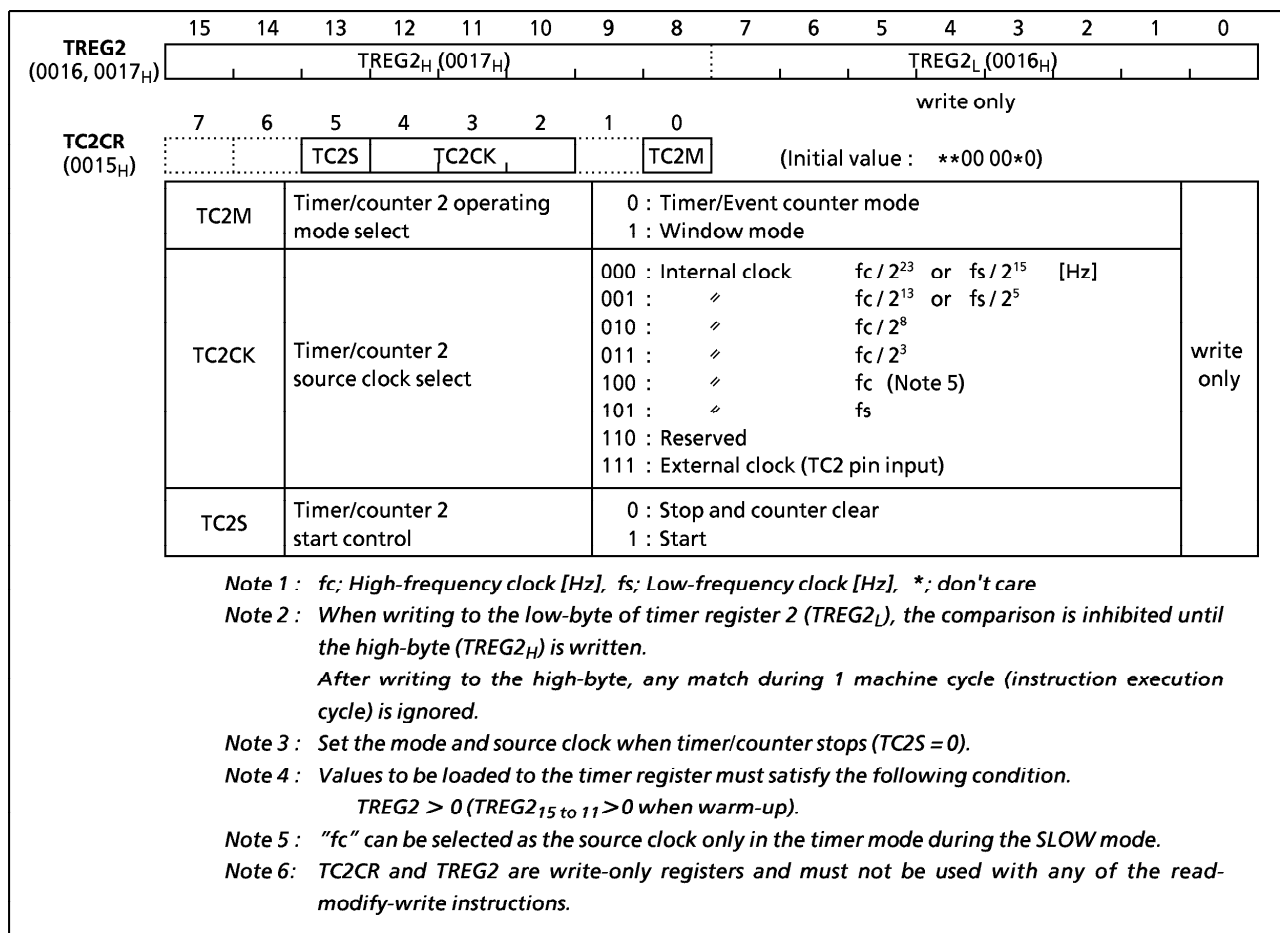 15 14 13 12 11 10 9 8 7 6 5 4 3 2 1 0
TREG2
(0016, 0017H) TREG2H (0017H) TREG2L (0016H)
write only
7 6 5 4 3 2 1 0
TC2CR
(0015H) TC2S TC2CK TC2M (Initial value : **00 00*0)
TC2M Timer/counter 2 operating mode select
0 : Timer/Event counter mode
1 : Window mode
TC2CK Timer/counter 2 source clock select
000 : Internal clock fc / 2²³ or fs / 2¹⁵ [Hz]
001 : 〃 fc / 2¹³ or fs / 2⁵
010 : 〃 fc / 2⁸
011 : 〃 fc / 2³
100 : 〃 fc (Note 5)
101 : 〃 fs
110 : Reserved
111 : External clock (TC2 pin input)
TC2S Timer/counter 2 start control
0 : Stop and counter clear
1 : Start
write only
Note 1 : fc; High-frequency clock [Hz], fs; Low-frequency clock [Hz], *; don't care
Note 2 : When writing to the low-byte of timer register 2 (TREG2L), the comparison is inhibited until
the high-byte (TREG2H) is written.
After writing to the high-byte, any match during 1 machine cycle (instruction execution
cycle) is ignored.
Note 3 : Set the mode and source clock when timer/counter stops (TC2S = 0).
Note 4 : Values to be loaded to the timer register must satisfy the following condition.
TREG2 > 0 (TREG215 to 11 > 0 when warm-up).
Note 5 : "fc" can be selected as the source clock only in the timer mode during the SLOW mode.
Note 6: TC2CR and TREG2 are write-only registers and must not be used with any of the read-
modify-write instructions.